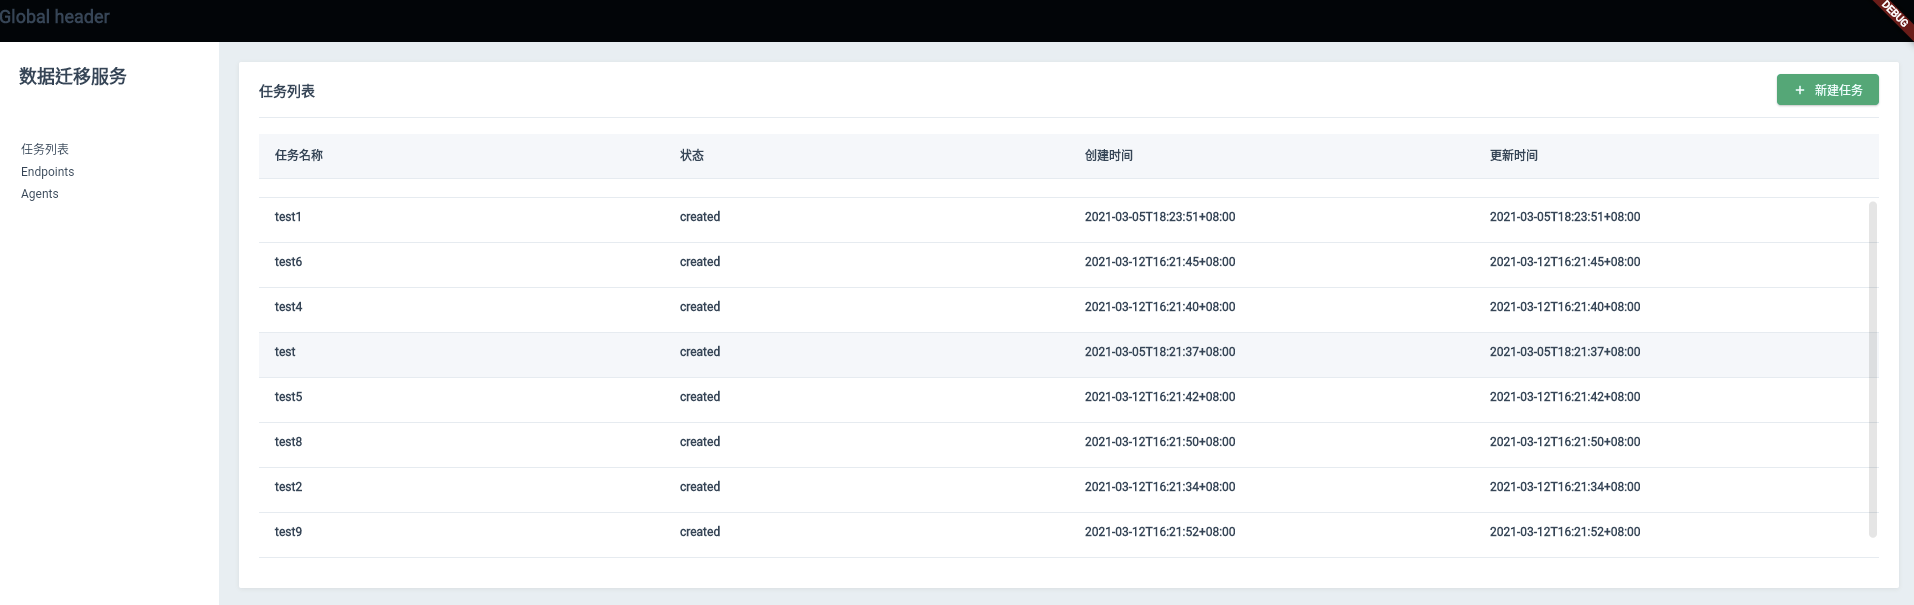 Global header
DEBUG
数据迁移服务
任务列表
Endpoints
Agents
任务列表
+ 新建任务
任务名称 状态 创建时间 更新时间
test1 created 2021-03-05T18:23:51+08:00 2021-03-05T18:23:51+08:00
test6 created 2021-03-12T16:21:45+08:00 2021-03-12T16:21:45+08:00
test4 created 2021-03-12T16:21:40+08:00 2021-03-12T16:21:40+08:00
test created 2021-03-05T18:21:37+08:00 2021-03-05T18:21:37+08:00
test5 created 2021-03-12T16:21:42+08:00 2021-03-12T16:21:42+08:00
test8 created 2021-03-12T16:21:50+08:00 2021-03-12T16:21:50+08:00
test2 created 2021-03-12T16:21:34+08:00 2021-03-12T16:21:34+08:00
test9 created 2021-03-12T16:21:52+08:00 2021-03-12T16:21:52+08:00